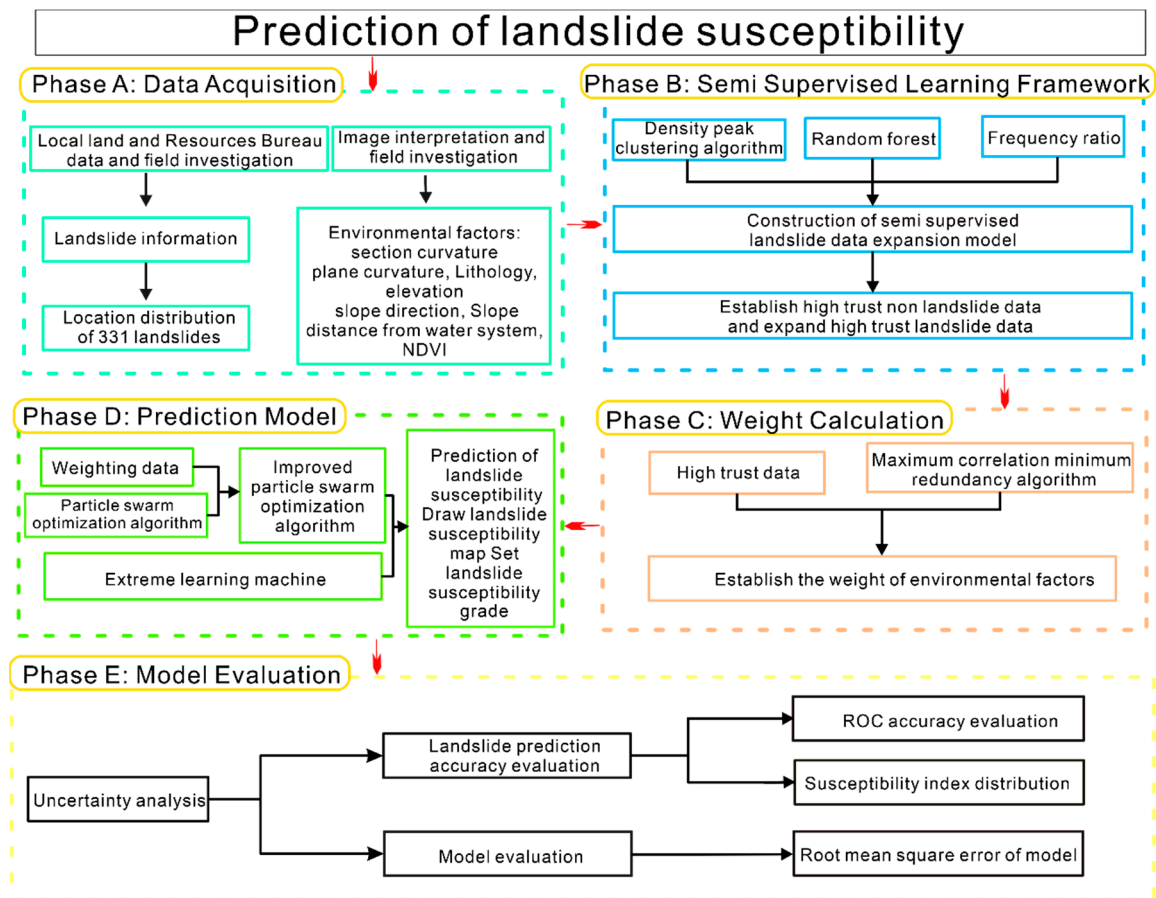 Prediction of landslide susceptibility
Phase A: Data Acquisition
Local land and Resources Bureau
data and field investigation
Image interpretation and
field investigation
Landslide information
Location distribution
of 331 landslides
Environmental factors:
section curvature
plane curvature, Lithology,
elevation
slope direction, Slope
distance from water system,
NDVI
Phase B: Semi Supervised Learning Framework
Density peak
clustering algorithm
Random forest
Frequency ratio
Construction of semi supervised
landslide data expansion model
Establish high trust non landslide data
and expand high trust landslide data
Phase C: Weight Calculation
High trust data
Maximum correlation minimum
redundancy algorithm
Establish the weight of environmental factors
Phase D: Prediction Model
Weighting data
Particle swarm
optimization algorithm
Improved
particle swarm
optimization
algorithm
Extreme learning machine
Prediction of
landslide
susceptibility
Draw landslide
susceptibility
map Set
landslide
susceptibility
grade
Phase E: Model Evaluation
Uncertainty analysis
Landslide prediction
accuracy evaluation
Model evaluation
ROC accuracy evaluation
Susceptibility index distribution
Root mean square error of model